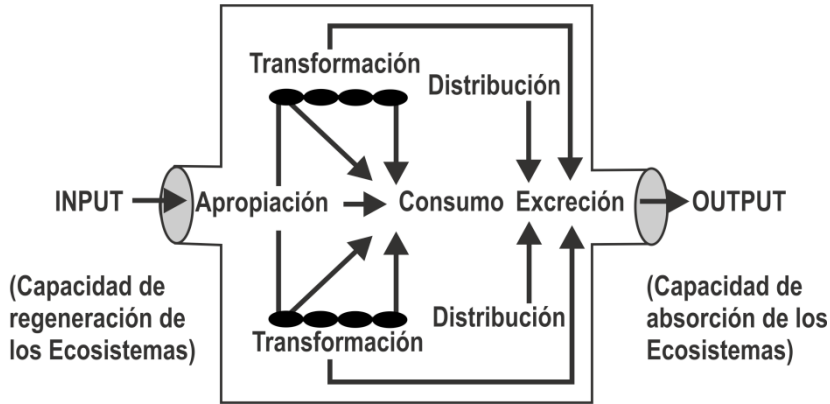 Transformación
Distribución
INPUT
Apropiación
Consumo
Excreción
OUTPUT
(Capacidad de
regeneración de
los Ecosistemas)
(Capacidad de
absorción de los
Ecosistemas)
Distribución
Transformación